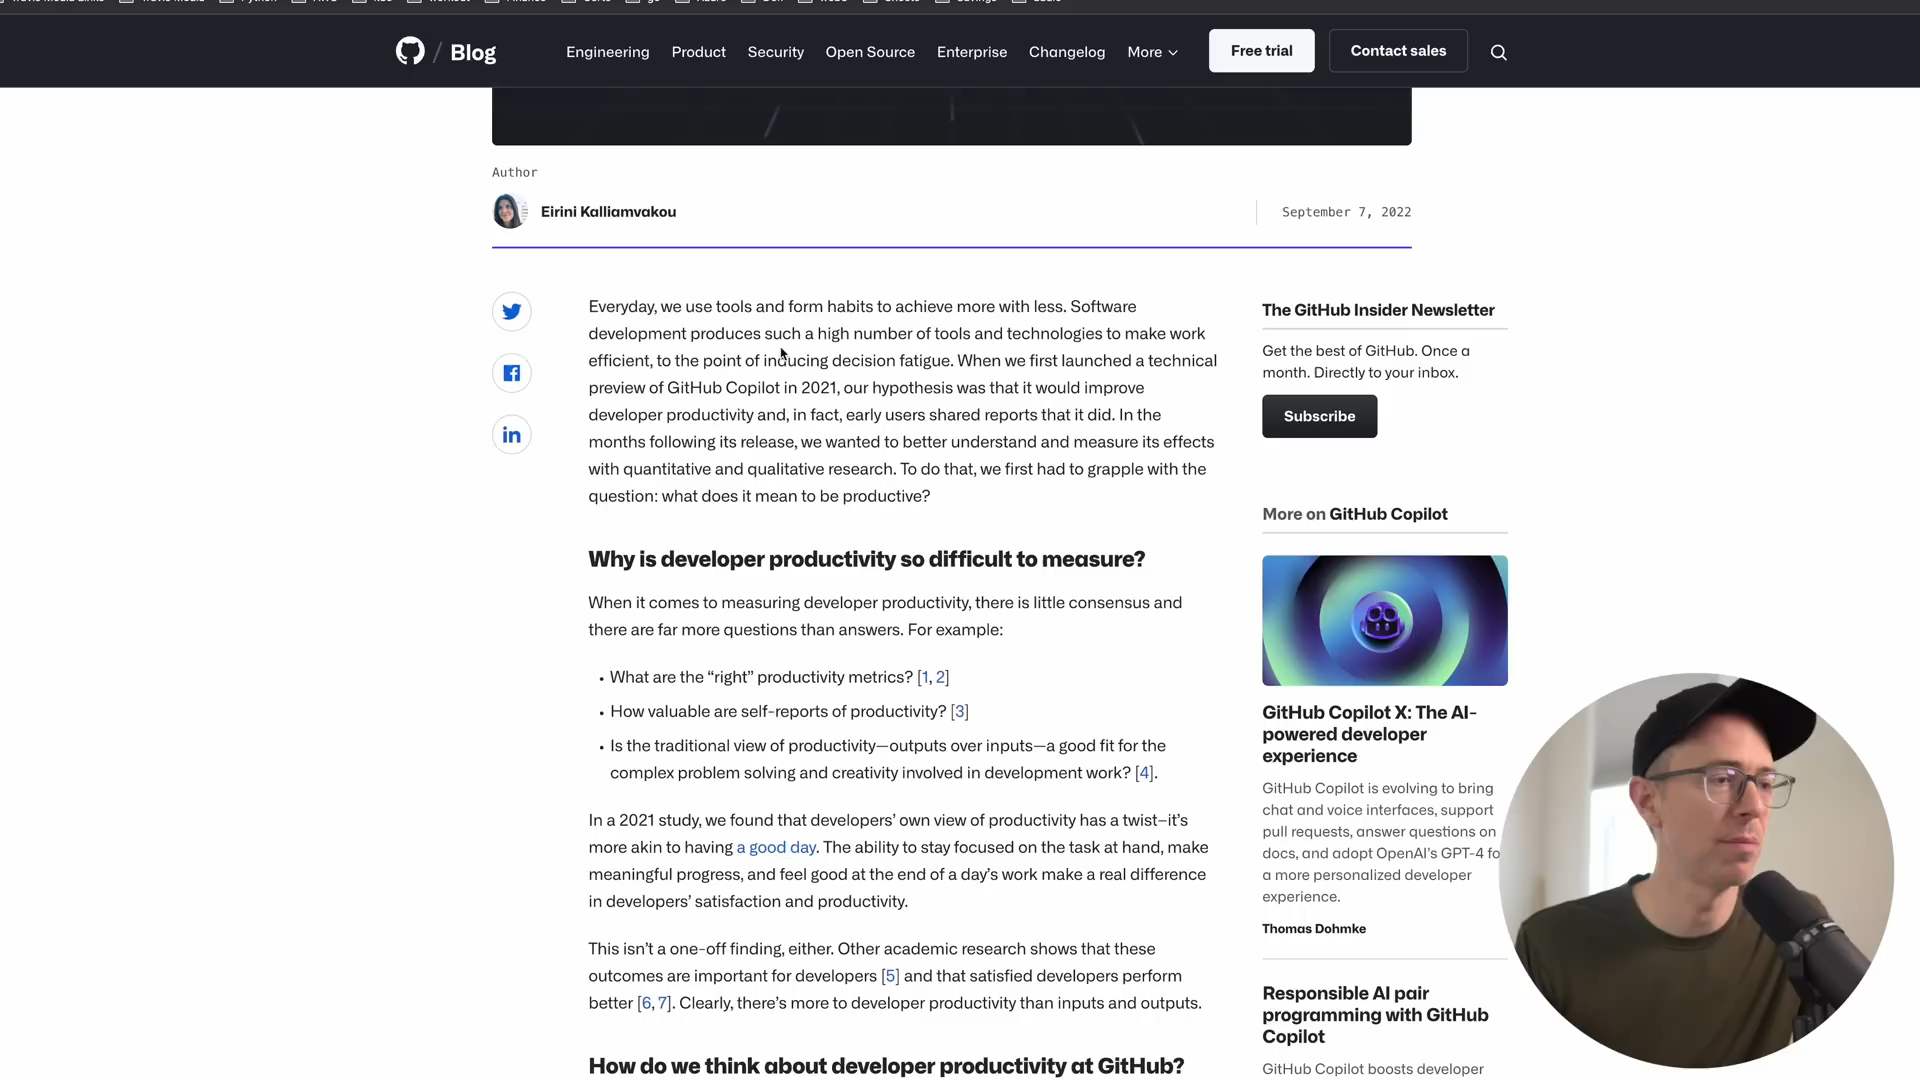 Blog
Engineering
Product
Security
Open Source
Enterprise
Changelog
More
Free trial
Contact sales
Author
Eirini Kalliamvakou
September 7, 2022
Everyday, we use tools and form habits to achieve more with less. Software
development produces such a high number of tools and technologies to make work
efficient, to the point of inducing decision fatigue. When we first launched a technical
preview of GitHub Copilot in 2021, our hypothesis was that it would improve
developer productivity and, in fact, early users shared reports that it did. In the
months following its release, we wanted to better understand and measure its effects
with quantitative and qualitative research. To do that, we first had to grapple with the
question: what does it mean to be productive?
Why is developer productivity so difficult to measure?
When it comes to measuring developer productivity, there is little consensus and
there are far more questions than answers. For example:
• What are the “right” productivity metrics? [1, 2]
• How valuable are self-reports of productivity? [3]
• Is the traditional view of productivity—outputs over inputs—a good fit for the
complex problem solving and creativity involved in development work? [4].
In a 2021 study, we found that developers’ own view of productivity has a twist–it’s
more akin to having a good day. The ability to stay focused on the task at hand, make
meaningful progress, and feel good at the end of a day’s work make a real difference
in developers’ satisfaction and productivity.
This isn’t a one-off finding, either. Other academic research shows that these
outcomes are important for developers [5] and that satisfied developers perform
better [6, 7]. Clearly, there’s more to developer productivity than inputs and outputs.
How do we think about developer productivity at GitHub?
The GitHub Insider Newsletter
Get the best of GitHub. Once a
month. Directly to your inbox.
Subscribe
More on GitHub Copilot
GitHub Copilot X: The AI-
powered developer
experience
GitHub Copilot is evolving to bring
chat and voice interfaces, support
pull requests, answer questions on
docs, and adopt OpenAI’s GPT-4 fo
a more personalized developer
experience.
Thomas Dohmke
Responsible AI pair
programming with GitHub
Copilot
GitHub Copilot boosts developer